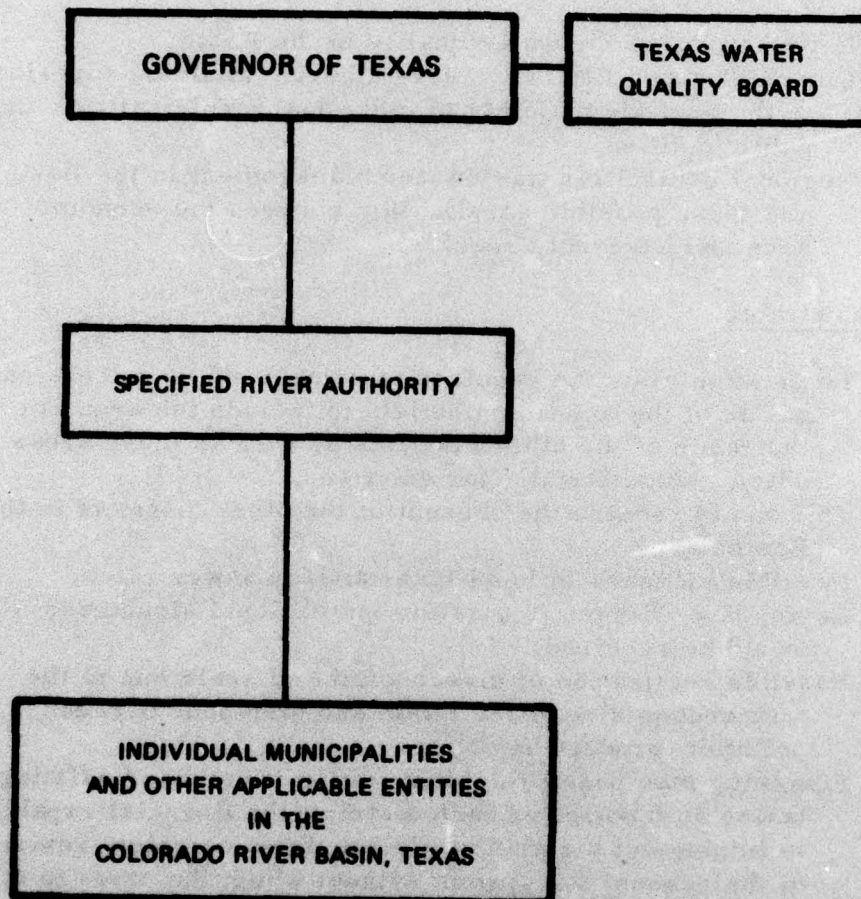 GOVERNOR OF TEXAS
TEXAS WATER
QUALITY BOARD
SPECIFIED RIVER AUTHORITY
INDIVIDUAL MUNICIPALITIES
AND OTHER APPLICABLE ENTITIES
IN THE
COLORADO RIVER BASIN, TEXAS